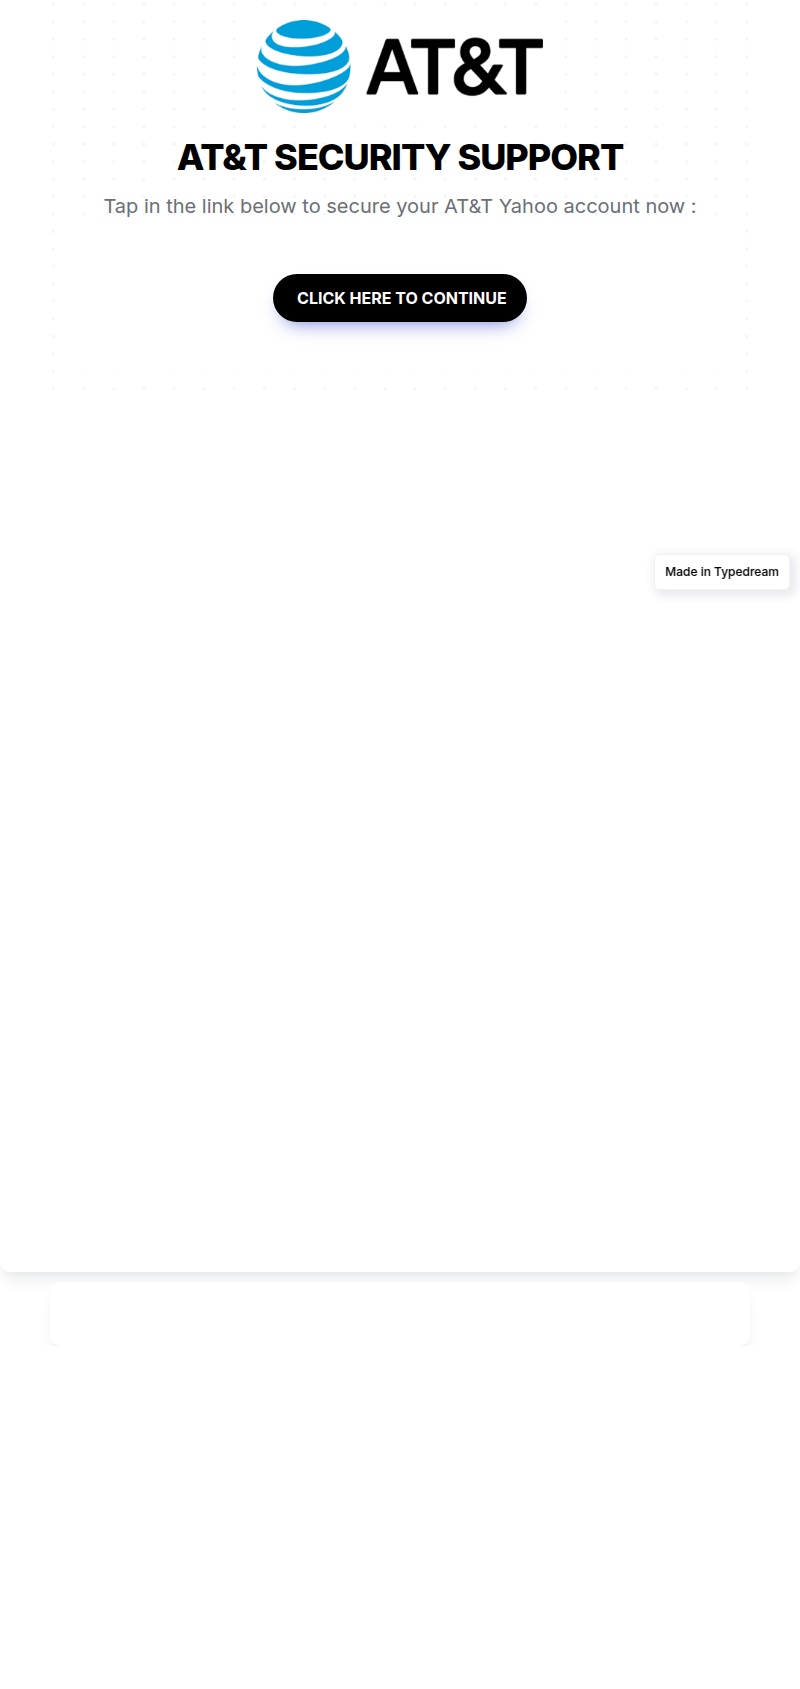 AT&T
AT&T SECURITY SUPPORT
Tap in the link below to secure your AT&T Yahoo account now :
CLICK HERE TO CONTINUE
Made in Typedream